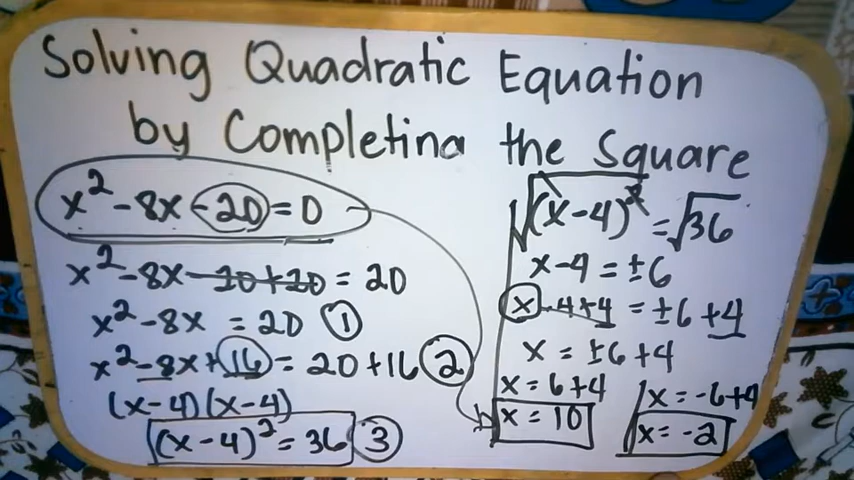 Solving Quadratic Equation
by Completing the Square
x² - 8x - 20 = 0
x² - 8x - 20 + 20 = 20
x² - 8x = 20 ①
x² - 8x + 16 = 20 + 16 ②
(x-4)(x-4)
(x-4)² = 36 ③
√(x-4)² = √36
x - 4 = ±6
x - 4 + 4 = ±6 + 4
x = ±6 + 4
x = 6 + 4
x = 10
x = -6 + 4
x = -2